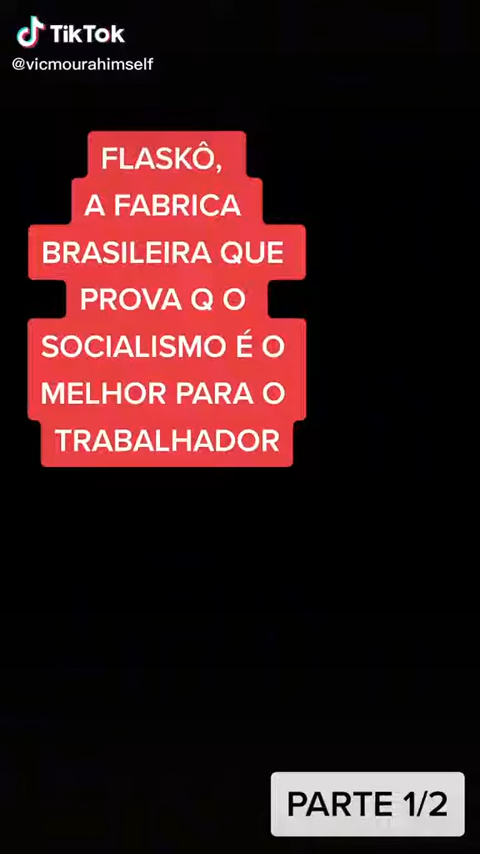 TikTok
@vicmourahimself
FLASKÔ,
A FABRICA
BRASILEIRA QUE
PROVA Q O
SOCIALISMO É O
MELHOR PARA O
TRABALHADOR
PARTE 1/2